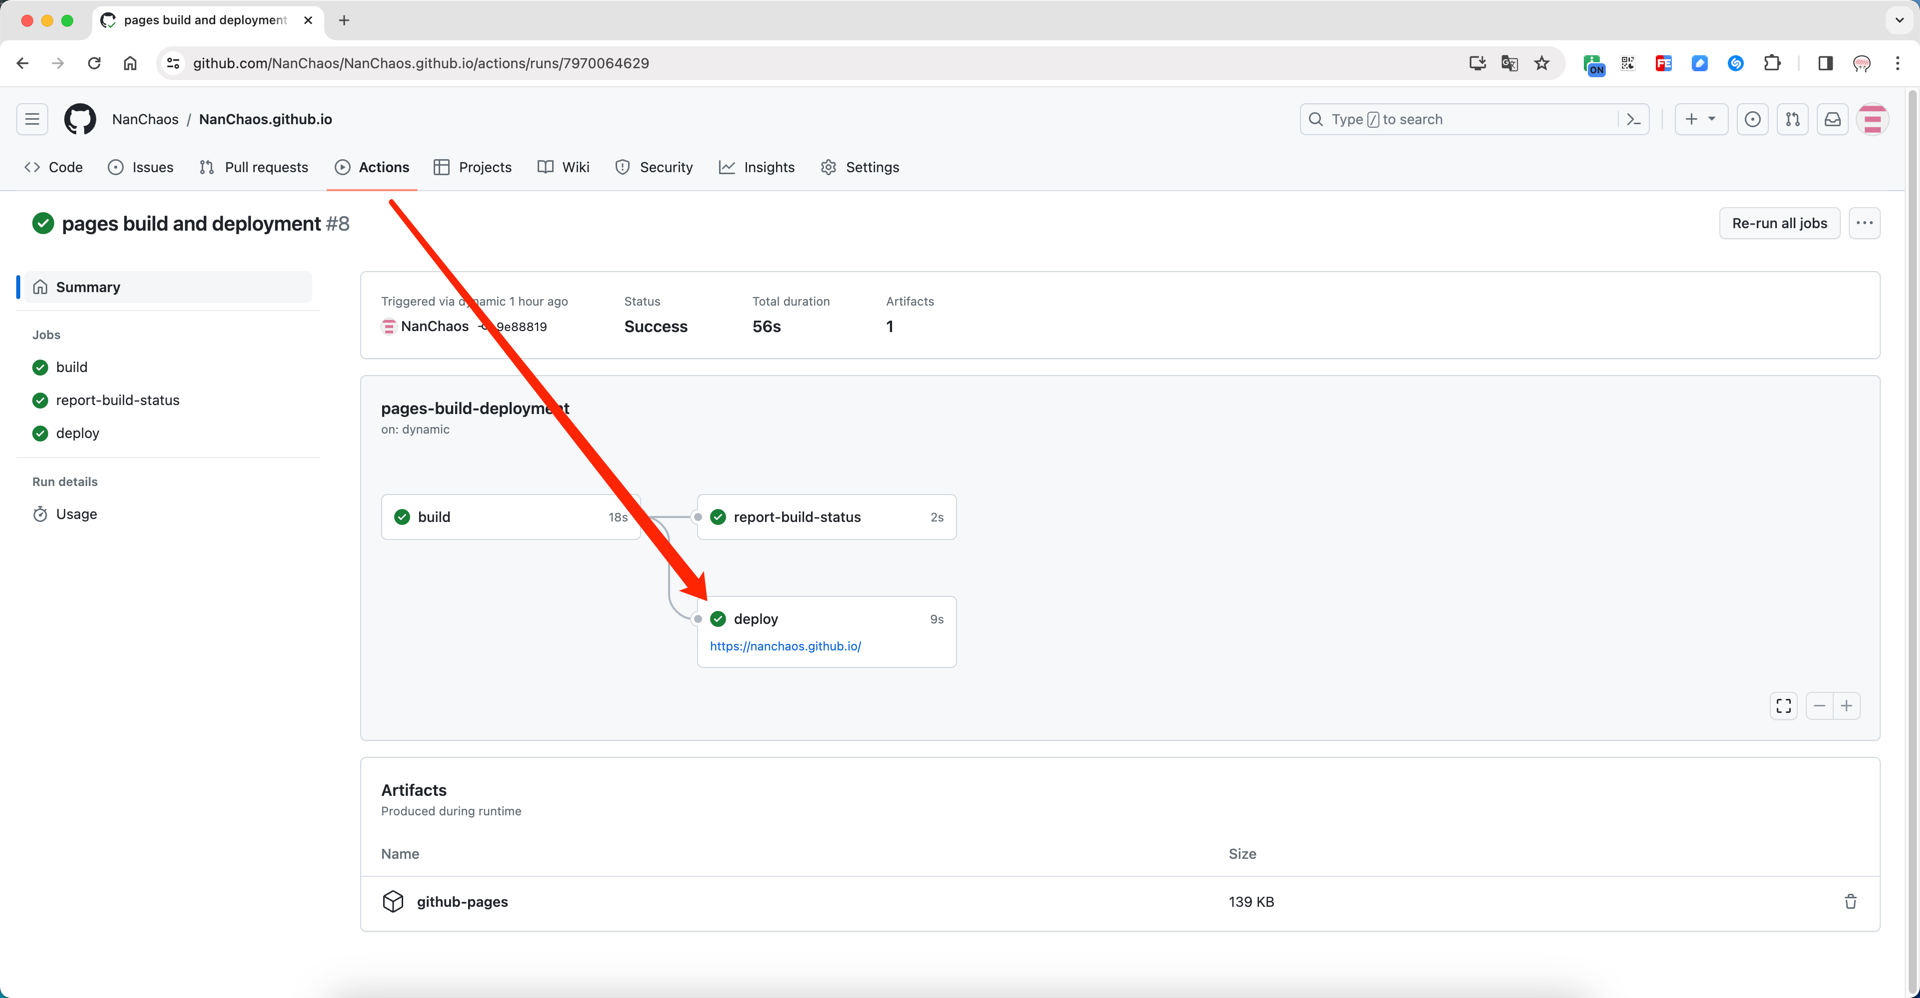 pages build and deployment
github.com/NanChaos/NanChaos.github.io/actions/runs/7970064629
ON
FE
NanChaos / NanChaos.github.io
Type / to search
Code
Issues
Pull requests
Actions
Projects
Wiki
Security
Insights
Settings
pages build and deployment #8
Re-run all jobs
Summary
Jobs
build
report-build-status
deploy
Run details
Usage
Triggered via dynamic 1 hour ago
NanChaos 9e88819
Status
Success
Total duration
56s
Artifacts
1
pages-build-deployment
on: dynamic
build 18s
report-build-status 2s
deploy 9s
https://nanchaos.github.io/
Artifacts
Produced during runtime
Name Size
github-pages 139 KB